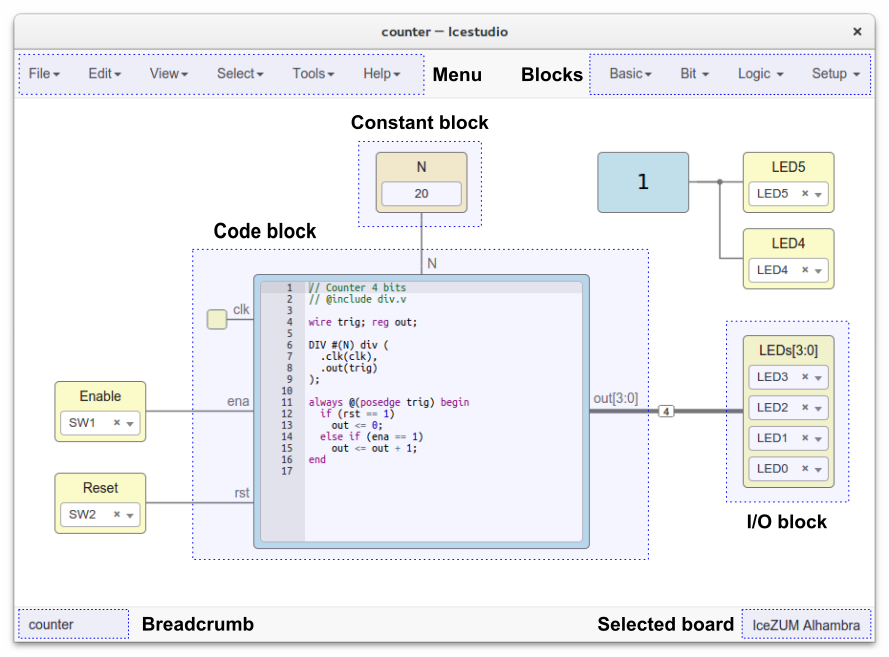 counter — Icestudio ×
File Edit View Select Tools Help Menu Blocks Basic Bit Logic Setup
Constant block
N
20
1
LED5
LED5 ×
LED4
LED4 ×
Code block
N
clk
ena
rst
1 // Counter 4 bits
2 // @include div.v
3
4 wire trig; reg out;
5
6 DIV #(N) div (
7 .clk(clk),
8 .out(trig)
9 );
10
11 always @(posedge trig) begin
12 if (rst == 1)
13 out <= 0;
14 else if (ena == 1)
15 out <= out + 1;
16 end
17
Enable
SW1 ×
Reset
SW2 ×
out[3:0]
4
LEDs[3:0]
LED3 ×
LED2 ×
LED1 ×
LED0 ×
I/O block
counter Breadcrumb Selected board IceZUM Alhambra